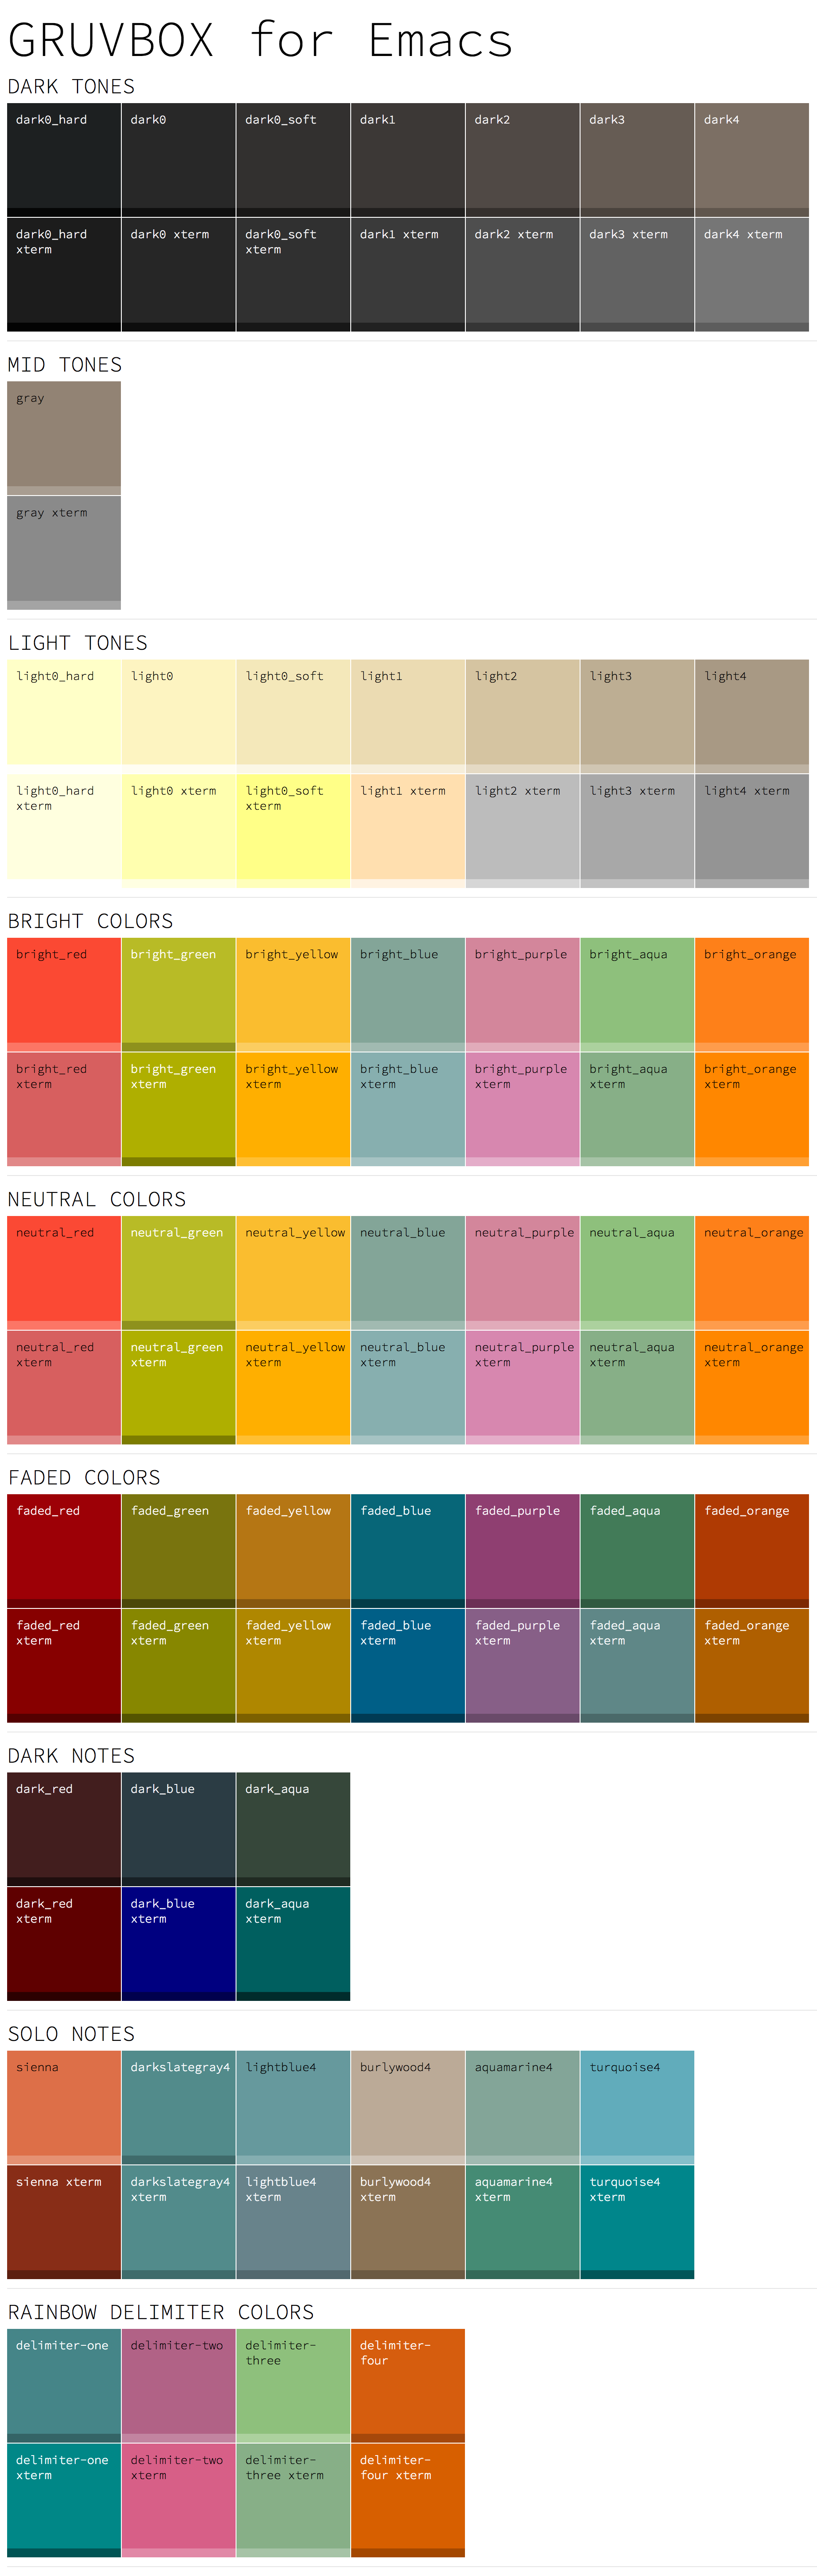 GRUVBOX for Emacs
DARK TONES
dark0_hard dark0 dark0_soft dark1 dark2 dark3 dark4
dark0_hard dark0 xterm dark0_soft dark1 xterm dark2 xterm dark3 xterm dark4 xterm
xterm xterm
MID TONES
gray
gray xterm
LIGHT TONES
light0_hard light0 light0_soft light1 light2 light3 light4
light0_hard light0 xterm light0_soft light1 xterm light2 xterm light3 xterm light4 xterm
xterm xterm
BRIGHT COLORS
bright_red bright_green bright_yellow bright_blue bright_purple bright_aqua bright_orange
bright_red bright_green bright_yellow bright_blue bright_purple bright_aqua bright_orange
xterm xterm xterm xterm xterm xterm xterm
NEUTRAL COLORS
neutral_red neutral_green neutral_yellow neutral_blue neutral_purple neutral_aqua neutral_orange
neutral_red neutral_green neutral_yellow neutral_blue neutral_purple neutral_aqua neutral_orange
xterm xterm xterm xterm xterm xterm xterm
FADED COLORS
faded_red faded_green faded_yellow faded_blue faded_purple faded_aqua faded_orange
faded_red faded_green faded_yellow faded_blue faded_purple faded_aqua faded_orange
xterm xterm xterm xterm xterm xterm xterm
DARK NOTES
dark_red dark_blue dark_aqua
dark_red dark_blue dark_aqua
xterm xterm xterm
SOLO NOTES
sienna darkslategray4 lightblue4 burlywood4 aquamarine4 turquoise4
sienna xterm darkslategray4 lightblue4 burlywood4 aquamarine4 turquoise4
xterm xterm xterm xterm xterm
RAINBOW DELIMITER COLORS
delimiter-one delimiter-two delimiter- delimiter-
three four
delimiter-one delimiter-two delimiter- delimiter-
xterm xterm three xterm four xterm